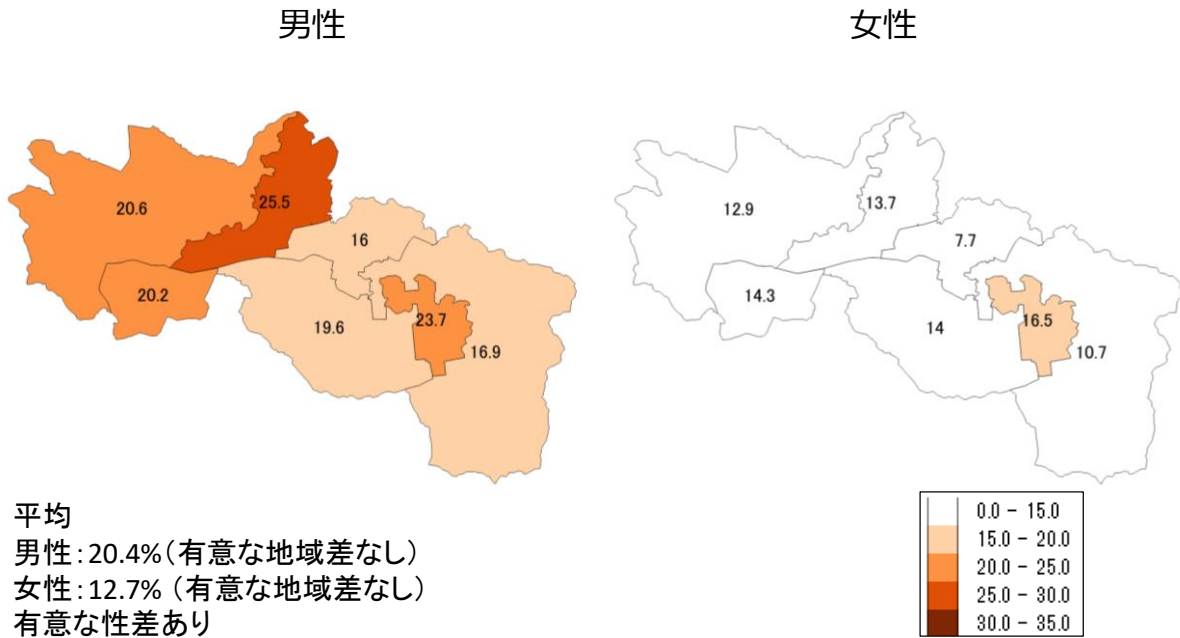 男性
女性
20.6
25.5
16
20.2
19.6
23.7
16.9
12.9
13.7
7.7
14.3
14
16.5
10.7
平均
男性：20.4%（有意な地域差なし）
女性：12.7% （有意な地域差なし）
有意な性差あり
0.0 - 15.0
15.0 - 20.0
20.0 - 25.0
25.0 - 30.0
30.0 - 35.0